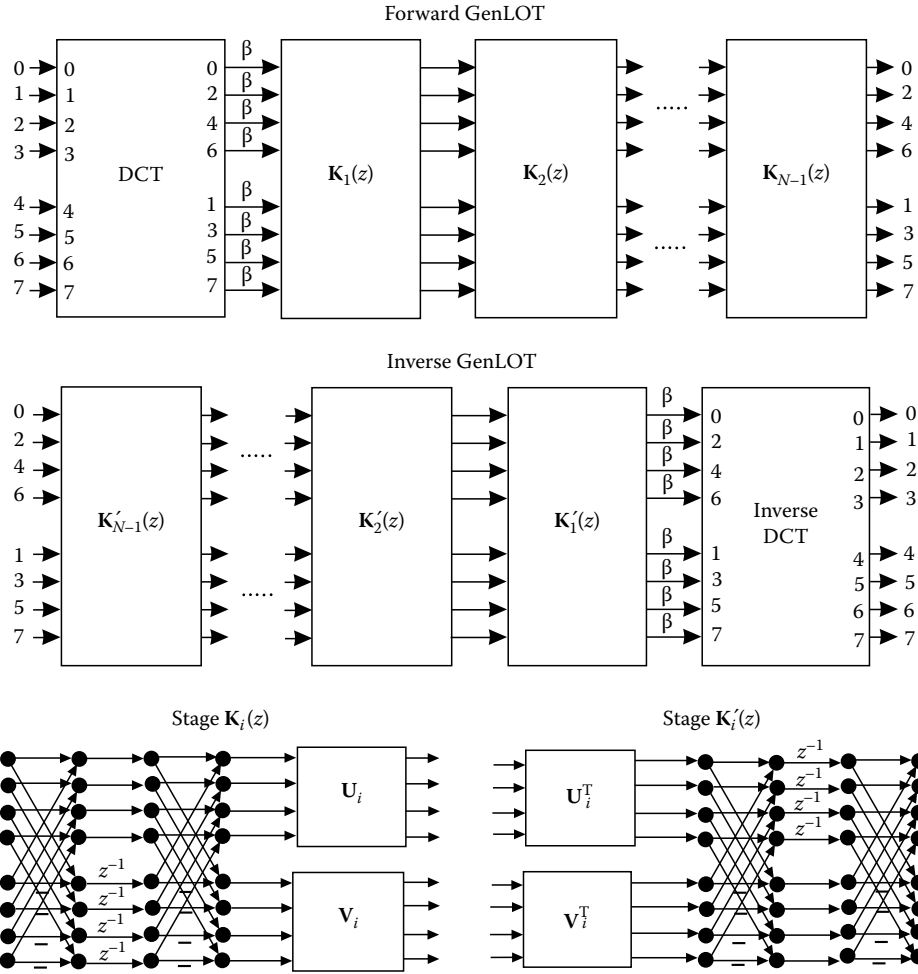 Forward GenLOT
0 0 0 β 0
1 1 2 β 2
2 2 4 β 4
3 3 6 β 6
DCT
K₁(z)
K₂(z)
.....
K_{N−1}(z)
4 4 1 β 1
5 5 3 β 3
6 6 5 β 5
7 7 7 β 7
.....
Inverse GenLOT
0 β 0 0 0
2 β 2 1 1
4 β 4 2 2
6 β 6 3 3
K′_{N−1}(z)
.....
K′₂(z)
K′₁(z)
Inverse
DCT
1 β 1 4 4
3 β 3 5 5
5 β 5 6 6
7 β 7 7 7
.....
Stage Kᵢ(z)
z⁻¹
z⁻¹
z⁻¹
z⁻¹
– – –
– – –
Uᵢ
Vᵢ
Stage Kᵢ′(z)
Uᵢᵀ
Vᵢᵀ
z⁻¹
z⁻¹
z⁻¹
z⁻¹
– – –
– – –